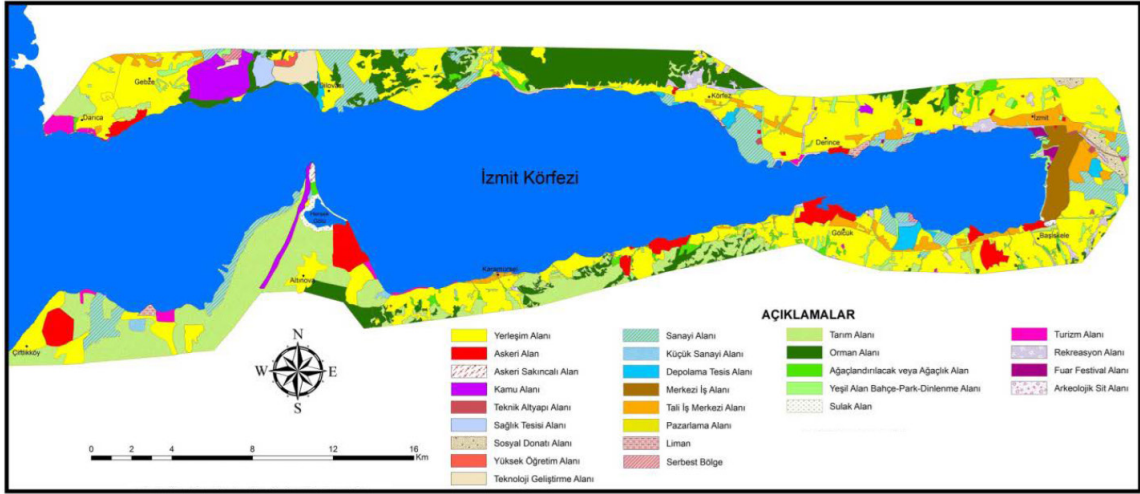 Gebze
Dilovası
Darıca
Körfez
İzmit
Derince
İzmit Körfezi
Hersek
Gölü
Gölcük
Başiskele
Altınova
Karamürsel
Çiftlikköy
AÇIKLAMALAR
Yerleşim Alanı
Askeri Alan
Askeri Sakıncalı Alan
Kamu Alanı
Teknik Altyapı Alanı
Sağlık Tesisi Alanı
Sosyal Donatı Alanı
Yüksek Öğretim Alanı
Teknoloji Geliştirme Alanı
Sanayi Alanı
Küçük Sanayi Alanı
Depolama Tesis Alanı
Merkezi İş Alanı
Tali İş Merkezi Alanı
Pazarlama Alanı
Liman
Serbest Bölge
Tarım Alanı
Orman Alanı
Ağaçlandırılacak veya Ağaçlık Alan
Yeşil Alan Bahçe-Park-Dinlenme Alanı
Sulak Alan
Turizm Alanı
Rekreasyon Alanı
Fuar Festival Alanı
Arkeolojik Sit Alanı
N
W E
S
0 2 4 8 12 16
Km